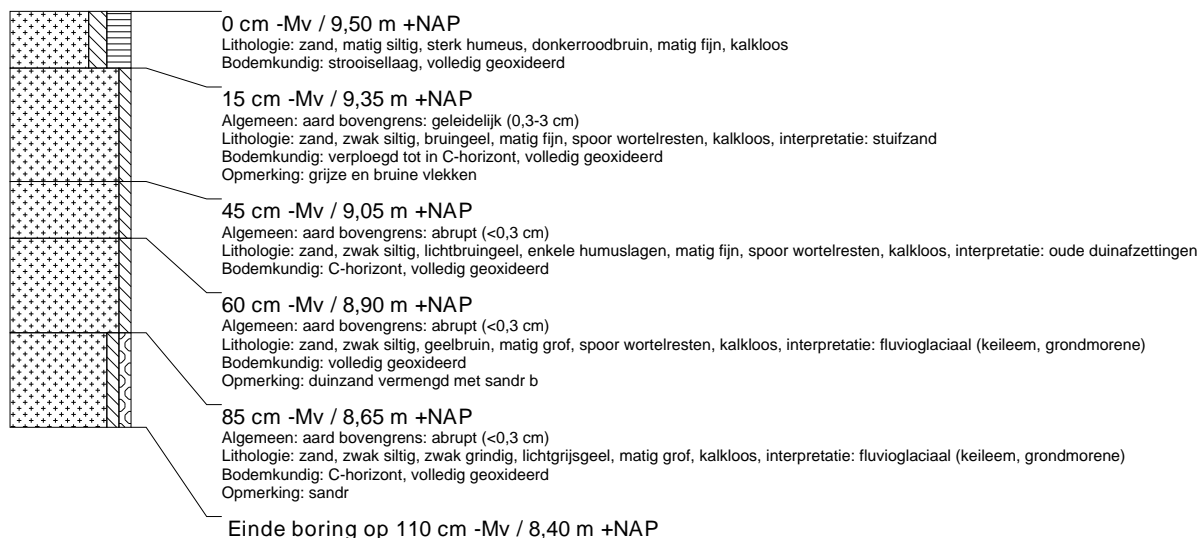 0 cm -Mv / 9,50 m +NAP
Lithologie: zand, matig siltig, sterk humeus, donkerroodbruin, matig fijn, kalkloos
Bodemkundig: strooisellaag, volledig geoxideerd
15 cm -Mv / 9,35 m +NAP
Algemeen: aard bovengrens: geleidelijk (0,3-3 cm)
Lithologie: zand, zwak siltig, bruingeel, matig fijn, spoor wortelresten, kalkloos, interpretatie: stuifzand
Bodemkundig: verploegd tot in C-horizont, volledig geoxideerd
Opmerking: grijze en bruine vlekken
45 cm -Mv / 9,05 m +NAP
Algemeen: aard bovengrens: abrupt (<0,3 cm)
Lithologie: zand, zwak siltig, lichtbruingeel, enkele humuslagen, matig fijn, spoor wortelresten, kalkloos, interpretatie: oude duinafzettingen
Bodemkundig: C-horizont, volledig geoxideerd
60 cm -Mv / 8,90 m +NAP
Algemeen: aard bovengrens: abrupt (<0,3 cm)
Lithologie: zand, zwak siltig, geelbruin, matig grof, spoor wortelresten, kalkloos, interpretatie: fluvioglaciaal (keileem, grondmorene)
Bodemkundig: volledig geoxideerd
Opmerking: duinzand vermengd met sandr b
85 cm -Mv / 8,65 m +NAP
Algemeen: aard bovengrens: abrupt (<0,3 cm)
Lithologie: zand, zwak siltig, zwak grindig, lichtgrijsgeel, matig grof, kalkloos, interpretatie: fluvioglaciaal (keileem, grondmorene)
Bodemkundig: C-horizont, volledig geoxideerd
Opmerking: sandr
Einde boring op 110 cm -Mv / 8,40 m +NAP